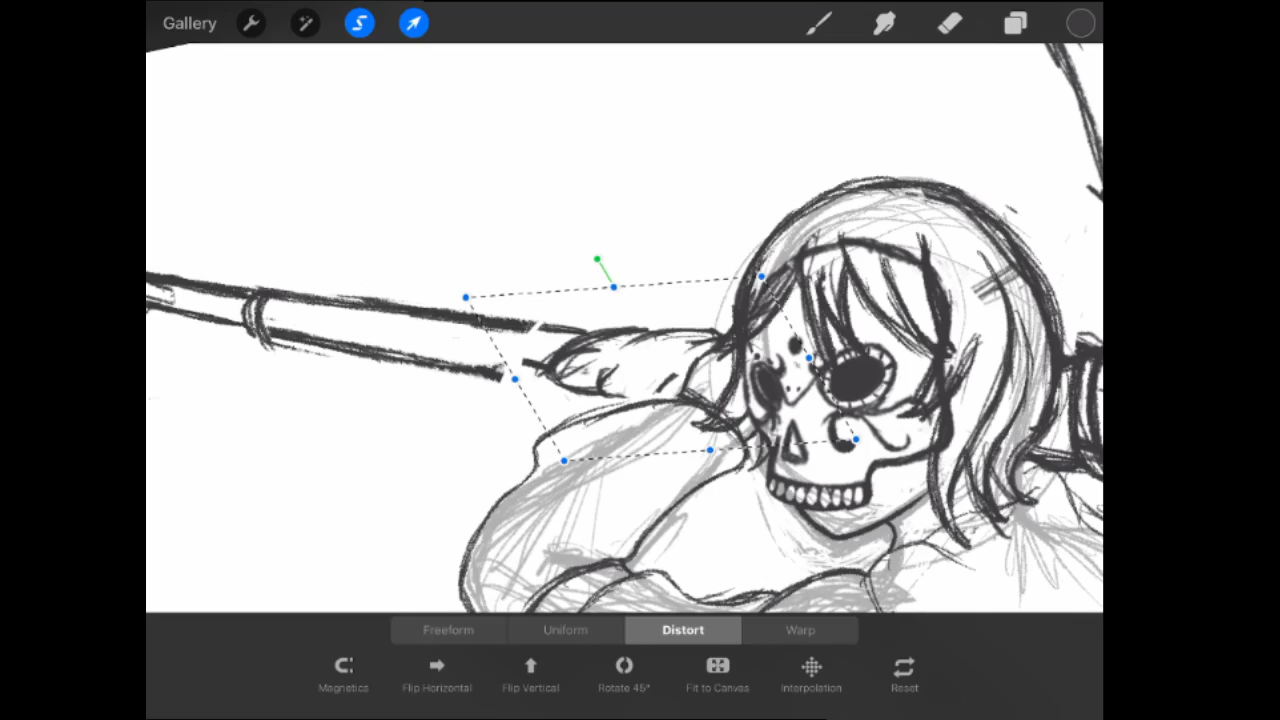 Gallery
Freeform Uniform Distort Warp
Magnetics Flip Horizontal Flip Vertical Rotate 45° Fit to Canvas Interpolation Reset